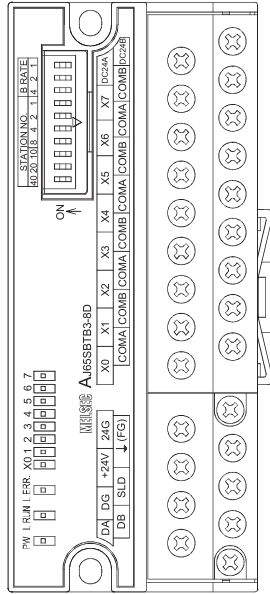 PW L RUN L ERR. X0 1 2 3 4 5 6 7
STATION NO. B RATE
40 20 10 8 4 2 1 4 2 1
ON
MELSEC AJ65SBTB3-8D
DA DG +24V 24G X0 X1 X2 X3 X4 X5 X6 X7 DC24A
DB SLD (FG) COMA COMB COMA COMB COMA COMB COMA COMB DC24B